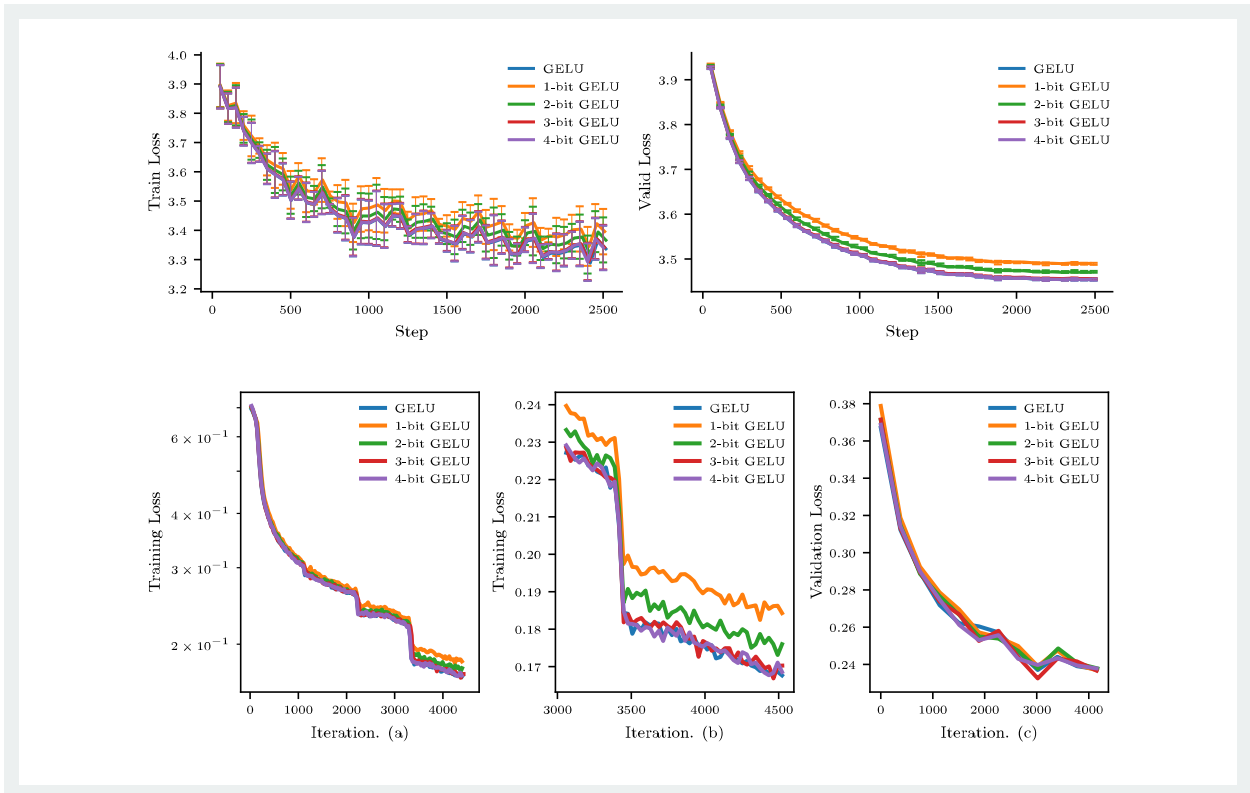 4.0
3.9
3.8
3.7
3.6
3.5
3.4
3.3
3.2
Train Loss
GELU
1-bit GELU
2-bit GELU
3-bit GELU
4-bit GELU
0 500 1000 1500 2000 2500
Step
3.9
3.8
3.7
3.6
3.5
Valid Loss
GELU
1-bit GELU
2-bit GELU
3-bit GELU
4-bit GELU
0 500 1000 1500 2000 2500
Step
6 × 10⁻¹
4 × 10⁻¹
3 × 10⁻¹
2 × 10⁻¹
Training Loss
GELU
1-bit GELU
2-bit GELU
3-bit GELU
4-bit GELU
0 1000 2000 3000 4000
Iteration. (a)
0.24
0.23
0.22
0.21
0.20
0.19
0.18
0.17
Training Loss
GELU
1-bit GELU
2-bit GELU
3-bit GELU
4-bit GELU
3000 3500 4000 4500
Iteration. (b)
0.38
0.36
0.34
0.32
0.30
0.28
0.26
0.24
Validation Loss
GELU
1-bit GELU
2-bit GELU
3-bit GELU
4-bit GELU
0 1000 2000 3000 4000
Iteration. (c)